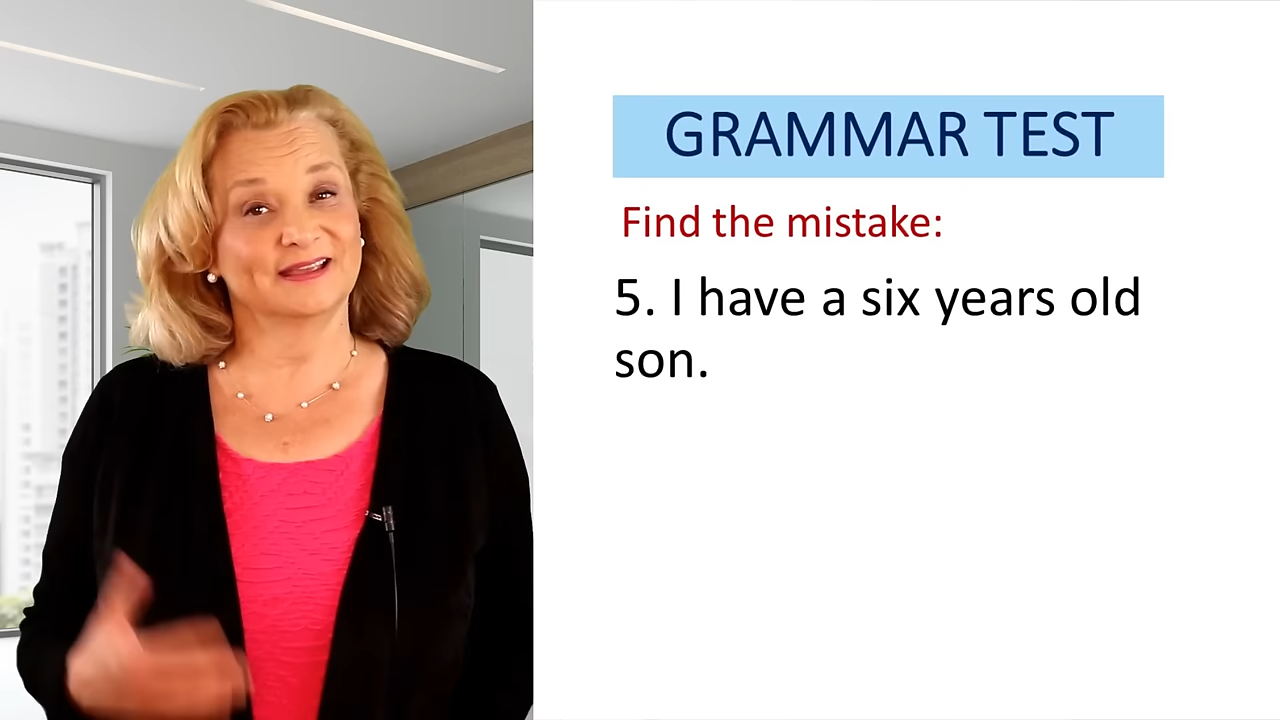 GRAMMAR TEST
Find the mistake:
5. I have a six years old
son.